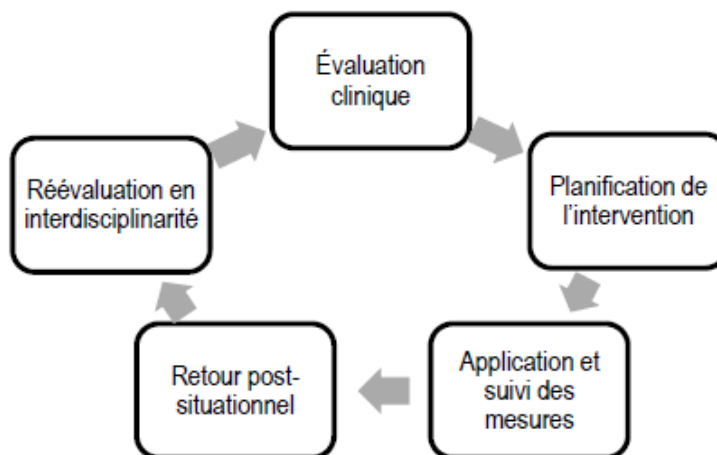 Évaluation
clinique
Planification de
l'intervention
Application et
suivi des
mesures
Retour post-
situationnel
Réévaluation en
interdisciplinarité